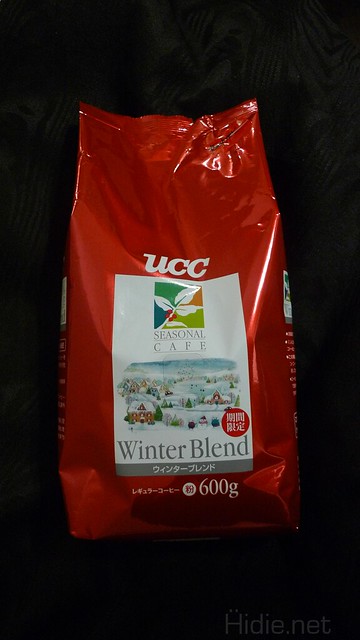 UCC
SEASONAL
CAFE
期間
限定
Winter Blend
ウィンターブレンド
レギュラーコーヒー 粉 600g
Hidie.net